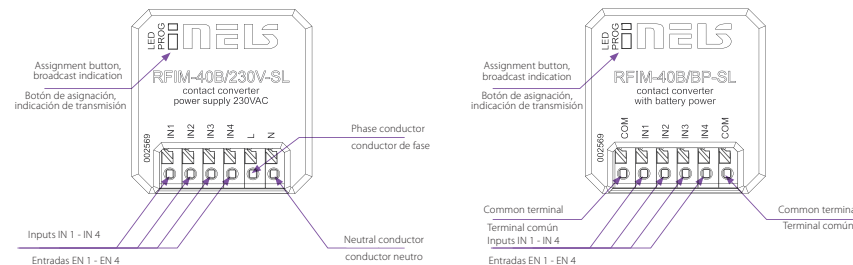 LED
PROG
iNELS
Assignment button,
broadcast indication
Botón de asignación,
indicación de transmisión
RFIM-40B/230V-SL
contact converter
power supply 230VAC
002569
IN1
IN2
IN3
IN4
L
N
Phase conductor
conductor de fase
Inputs IN 1 - IN 4
Entradas EN 1 - EN 4
Neutral conductor
conductor neutro
LED
PROG
iNELS
Assignment button,
broadcast indication
Botón de asignación,
indicación de transmisión
RFIM-40B/BP-SL
contact converter
with battery power
002569
COM
IN1
IN2
IN3
IN4
COM
Common terminal
Terminal común
Inputs IN 1 - IN 4
Entradas EN 1 - EN 4
Common termina
Terminal común